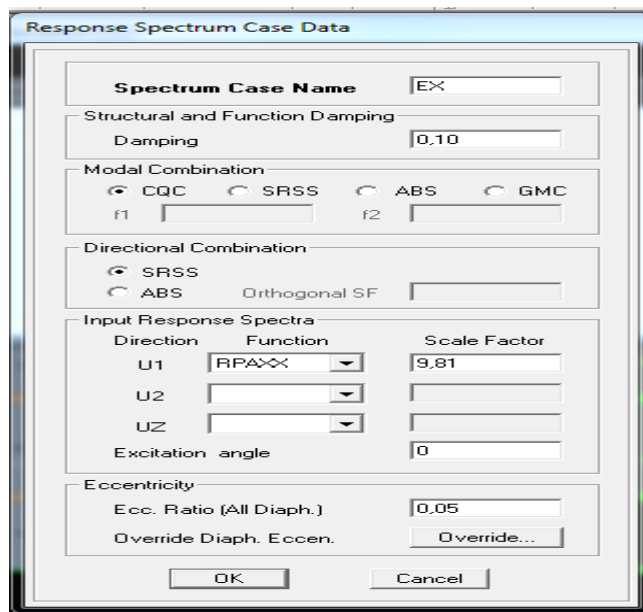 Response Spectrum Case Data
Spectrum Case Name EX
Structural and Function Damping
Damping 0,10
Modal Combination
CQC SRSS ABS GMC
f1 f2
Directional Combination
SRSS
ABS Orthogonal SF
Input Response Spectra
Direction Function Scale Factor
U1 RPAXX 9,81
U2
UZ
Excitation angle 0
Eccentricity
Ecc. Ratio (All Diaph.) 0,05
Override Diaph. Eccen. Override...
OK Cancel